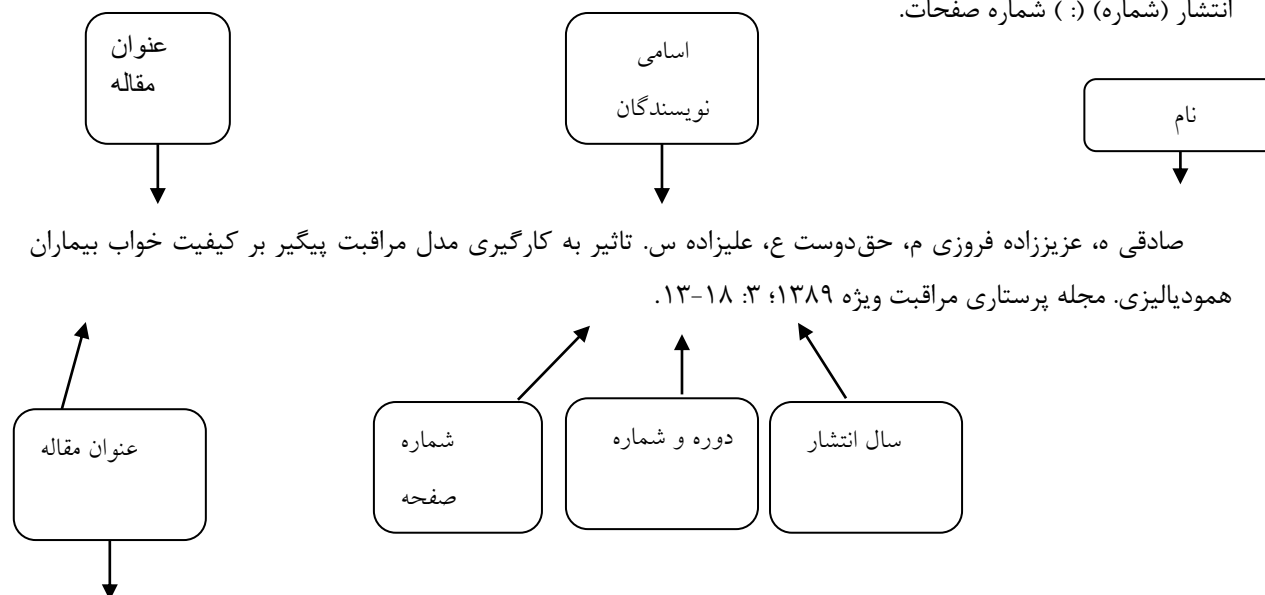 انتشار (شماره) (: ) شماره صفحات.
نام
اسامی
نویسندگان
عنوان
مقاله
صادقی ه، عزیززاده فروزی م، حق‌دوست ع، علیزاده س. تاثیر به کارگیری مدل مراقبت پیگیر بر کیفیت خواب بیماران
همودیالیزی. مجله پرستاری مراقبت ویژه ۱۳۸۹؛ ۳: ۱۸-۱۳.
سال انتشار
دوره و شماره
شماره
صفحه
عنوان مقاله